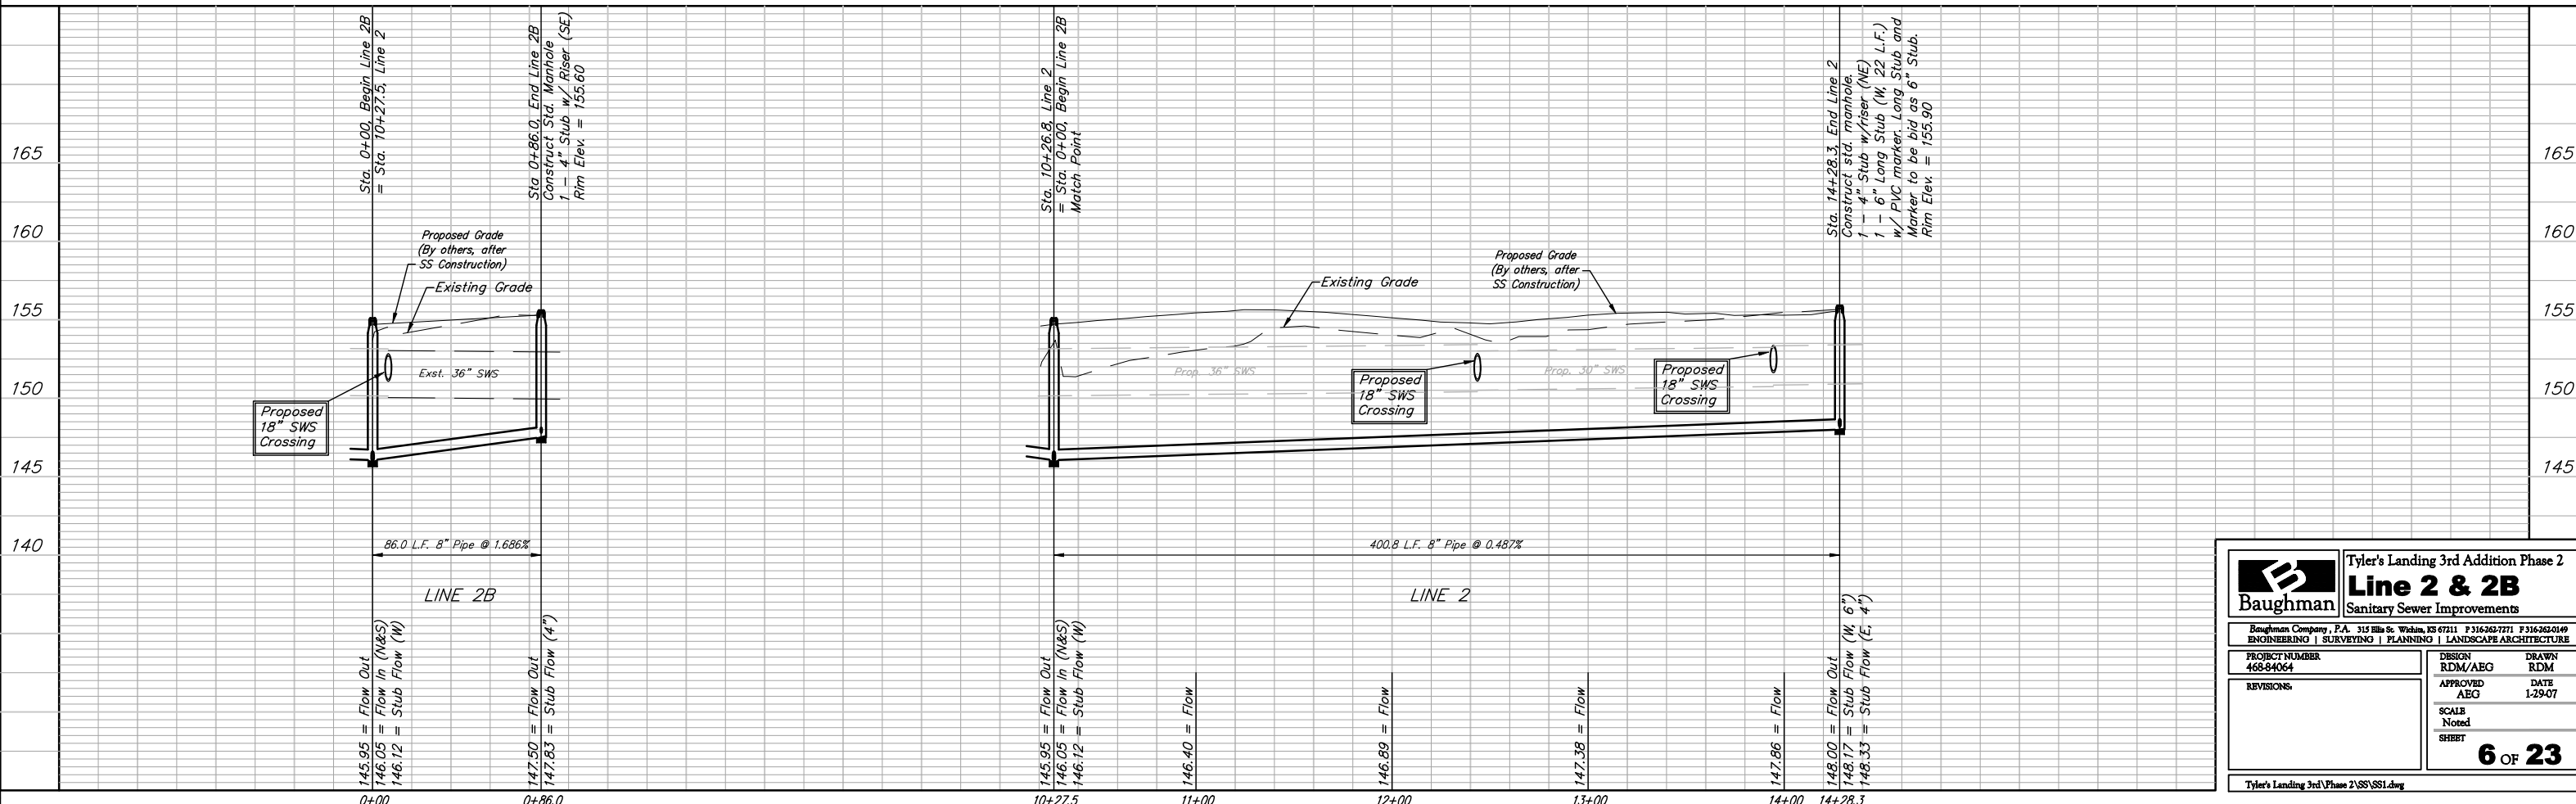 Sta. 0+00, Begin Line 2B
= Sta. 10+27.5, Line 2
Sta 0+86.0, End Line 2B
Construct Std. Manhole
1 - 4" Stub w/ Riser (SE)
Rim Elev. = 155.60
Sta. 10+26.8, Line 2
= Sta. 0+00, Begin Line 2B
Match Point
Sta. 14+28.3, End Line 2
Construct std. manhole.
1 - 4" Stub w/riser (NE)
1 - 6" Long Stub (W, 22 L.F.)
w/ PVC marker. Long Stub and
Marker to be bid as 6" Stub.
Rim Elev. = 155.90
165
160
155
150
145
140
165
160
155
150
145
Proposed Grade
(By others, after
SS Construction)
Existing Grade
Exst. 36" SWS
Proposed
18" SWS
Crossing
86.0 L.F. 8" Pipe @ 1.686%
LINE 2B
Existing Grade
Proposed Grade
(By others, after
SS Construction)
Prop. 36" SWS
Prop. 30" SWS
Proposed
18" SWS
Crossing
Proposed
18" SWS
Crossing
400.8 L.F. 8" Pipe @ 0.487%
LINE 2
145.95 = Flow Out
146.05 = Flow In (N&S)
146.12 = Stub Flow (W)
147.50 = Flow Out
147.83 = Stub Flow (4")
145.95 = Flow Out
146.05 = Flow In (N&S)
146.12 = Stub Flow (W)
146.40 = Flow
146.89 = Flow
147.38 = Flow
147.86 = Flow
148.00 = Flow Out
148.17 = Stub Flow (W, 6")
148.33 = Stub Flow (E, 4")
0+00
0+86.0
10+27.5
11+00
12+00
13+00
14+00
14+28.3
B
Baughman
Tyler's Landing 3rd Addition Phase 2
Line 2 & 2B
Sanitary Sewer Improvements
Baughman Company, P.A. 315 Ellis St. Wichita, KS 67211 P 316-262-7271 F 316-262-0149
ENGINEERING | SURVEYING | PLANNING | LANDSCAPE ARCHITECTURE
PROJECT NUMBER
468-84064
REVISIONS:
DESIGN
RDM/AEG
DRAWN
RDM
APPROVED
AEG
DATE
1-29-07
SCALE
Noted
SHEET
6 OF 23
Tyler's Landing 3rd\Phase 2\SS\SS1.dwg